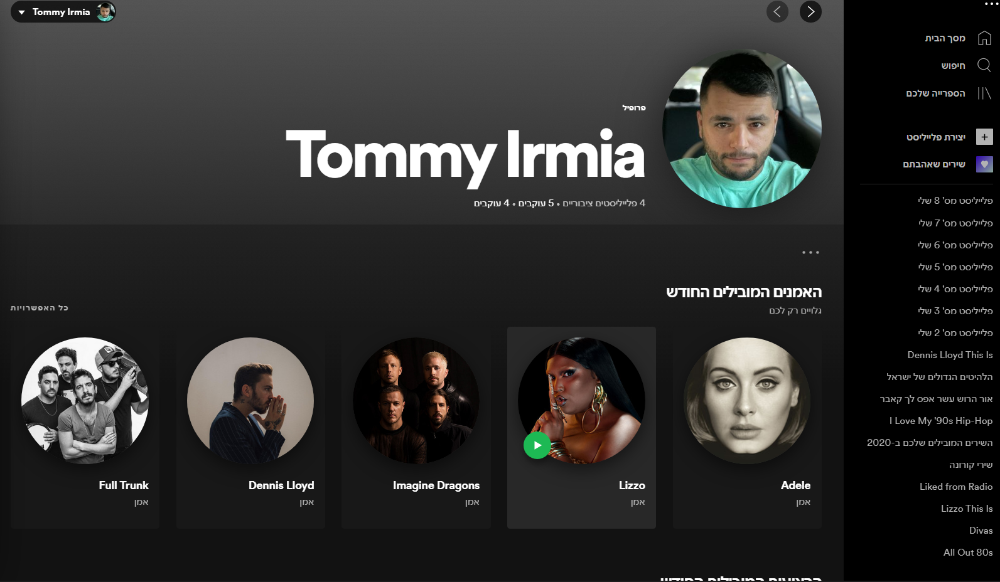 Tommy Irmia
מסך הבית
חיפוש
הספרייה שלכם
יצירת פלייליסט
שירים שאהבתם
פלייליסט מס' 8 שלי
פלייליסט מס' 7 שלי
פלייליסט מס' 6 שלי
פלייליסט מס' 5 שלי
פלייליסט מס' 4 שלי
פלייליסט מס' 3 שלי
פלייליסט מס' 2 שלי
Dennis Lloyd This Is
הלהיטים הגדולים של ישראל
אור הרוש עשר אפס לך קאבר
I Love My '90s Hip-Hop
השירים המובילים שלכם ב-2020
שירי קורונה
Liked from Radio
Lizzo This Is
Divas
All Out 80s
פרופיל
Tommy Irmia
4 פלייליסטים ציבוריים • 5 עוקבים • 4 עוקבים
האמנים המובילים החודש
גלויים רק לכם
כל האפשרויות
Adele
אמן
Lizzo
אמן
Imagine Dragons
אמן
Dennis Lloyd
אמן
Full Trunk
אמן